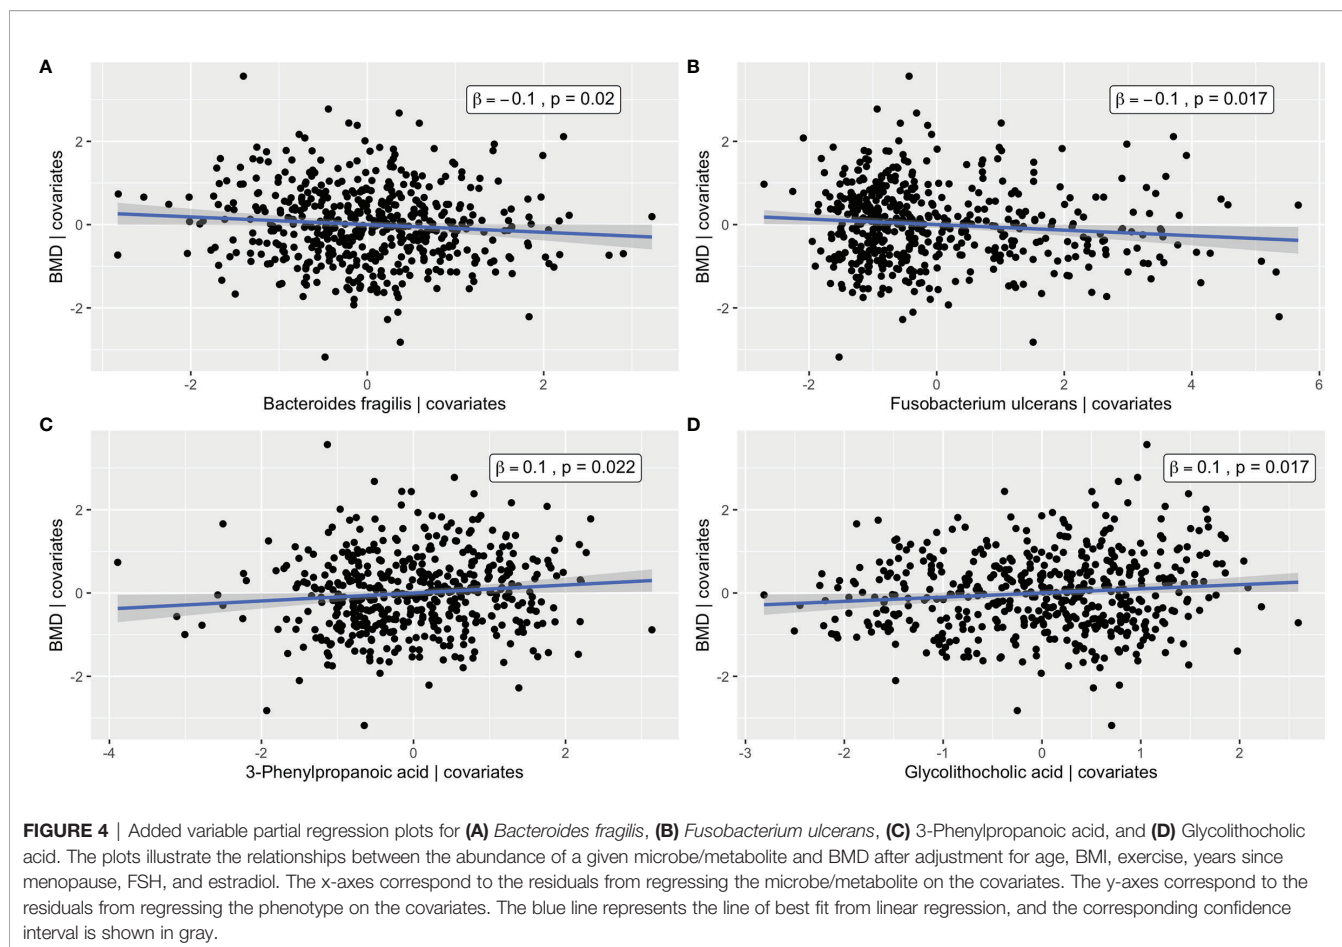 A
β = −0.1 , p = 0.02
BMD | covariates
2
0
-2
-2
0
2
Bacteroides fragilis | covariates
B
β = −0.1 , p = 0.017
BMD | covariates
2
0
-2
-2
0
2
4
6
Fusobacterium ulcerans | covariates
C
β = 0.1 , p = 0.022
BMD | covariates
2
0
-2
-4
-2
0
2
3-Phenylpropanoic acid | covariates
D
β = 0.1 , p = 0.017
BMD | covariates
2
0
-2
-3
-2
-1
0
1
2
Glycolithocholic acid | covariates
FIGURE 4 | Added variable partial regression plots for (A) Bacteroides fragilis, (B) Fusobacterium ulcerans, (C) 3-Phenylpropanoic acid, and (D) Glycolithocholic
acid. The plots illustrate the relationships between the abundance of a given microbe/metabolite and BMD after adjustment for age, BMI, exercise, years since
menopause, FSH, and estradiol. The x-axes correspond to the residuals from regressing the microbe/metabolite on the covariates. The y-axes correspond to the
residuals from regressing the phenotype on the covariates. The blue line represents the line of best fit from linear regression, and the corresponding confidence
interval is shown in gray.